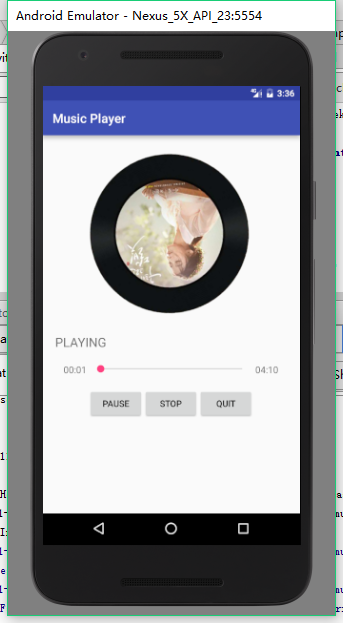 Android Emulator - Nexus_5X_API_23:5554
3:36
Music Player
PLAYING
00:01 04:10
PAUSE STOP QUIT